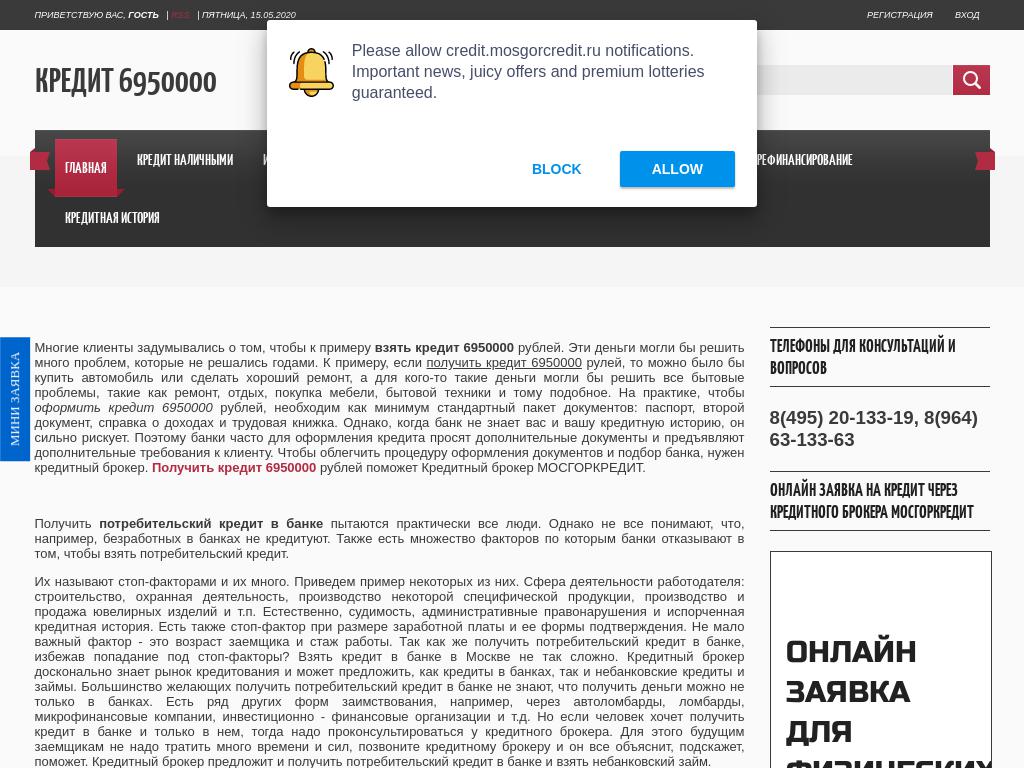 ПРИВЕТСТВУЮ ВАС, ГОСТЬ | RSS | ПЯТНИЦА, 15.05.2020
РЕГИСТРАЦИЯ ВХОД
КРЕДИТ 6950000
Please allow credit.mosgorcredit.ru notifications.
Important news, juicy offers and premium lotteries
guaranteed.
BLOCK ALLOW
ГЛАВНАЯ КРЕДИТ НАЛИЧНЫМИ РЕФИНАНСИРОВАНИЕ
КРЕДИТНАЯ ИСТОРИЯ
МИНИ ЗАЯВКА
Многие клиенты задумывались о том, чтобы к примеру взять кредит 6950000 рублей. Эти деньги могли бы решить
много проблем, которые не решались годами. К примеру, если получить кредит 6950000 рулей, то можно было бы
купить автомобиль или сделать хороший ремонт, а для кого-то такие деньги могли бы решить все бытовые
проблемы, такие как ремонт, отдых, покупка мебели, бытовой техники и тому подобное. На практике, чтобы
оформить кредит 6950000 рублей, необходим как минимум стандартный пакет документов: паспорт, второй
документ, справка о доходах и трудовая книжка. Однако, когда банк не знает вас и вашу кредитную историю, он
сильно рискует. Поэтому банки часто для оформления кредита просят дополнительные документы и предъявляют
дополнительные требования к клиенту. Чтобы облегчить процедуру оформления документов и подбор банка, нужен
кредитный брокер. Получить кредит 6950000 рублей поможет Кредитный брокер МОСГОРКРЕДИТ.
Получить потребительский кредит в банке пытаются практически все люди. Однако не все понимают, что,
например, безработных в банках не кредитуют. Также есть множество факторов по которым банки отказывают в
том, чтобы взять потребительский кредит.
Их называют стоп-факторами и их много. Приведем пример некоторых из них. Сфера деятельности работодателя:
строительство, охранная деятельность, производство некоторой специфической продукции, производство и
продажа ювелирных изделий и т.п. Естественно, судимость, административные правонарушения и испорченная
кредитная история. Есть также стоп-фактор при размере заработной платы и ее формы подтверждения. Не мало
важный фактор - это возраст заемщика и стаж работы. Так как же получить потребительский кредит в банке,
избежав попадание под стоп-факторы? Взять кредит в банке в Москве не так сложно. Кредитный брокер
досконально знает рынок кредитования и может предложить, как кредиты в банках, так и небанковские кредиты и
займы. Большинство желающих получить потребительский кредит в банке не знают, что получить деньги можно не
только в банках. Есть ряд других форм заимствования, например, через автоломбарды, ломбарды,
микрофинансовые компании, инвестиционно - финансовые организации и т.д. Но если человек хочет получить
кредит в банке и только в нем, тогда надо проконсультироваться у кредитного брокера. Для этого будущим
заемщикам не надо тратить много времени и сил, позвоните кредитному брокеру и он все объяснит, подскажет,
поможет. Кредитный брокер предложит и получить потребительский кредит в банке и взять небанковский займ.
ТЕЛЕФОНЫ ДЛЯ КОНСУЛЬТАЦИЙ И
ВОПРОСОВ
8(495) 20-133-19, 8(964)
63-133-63
ОНЛАЙН ЗАЯВКА НА КРЕДИТ ЧЕРЕЗ
КРЕДИТНОГО БРОКЕРА МОСГОРКРЕДИТ
ОНЛАЙН
ЗАЯВКА
ДЛЯ
ФИЗИЧЕСКИХ